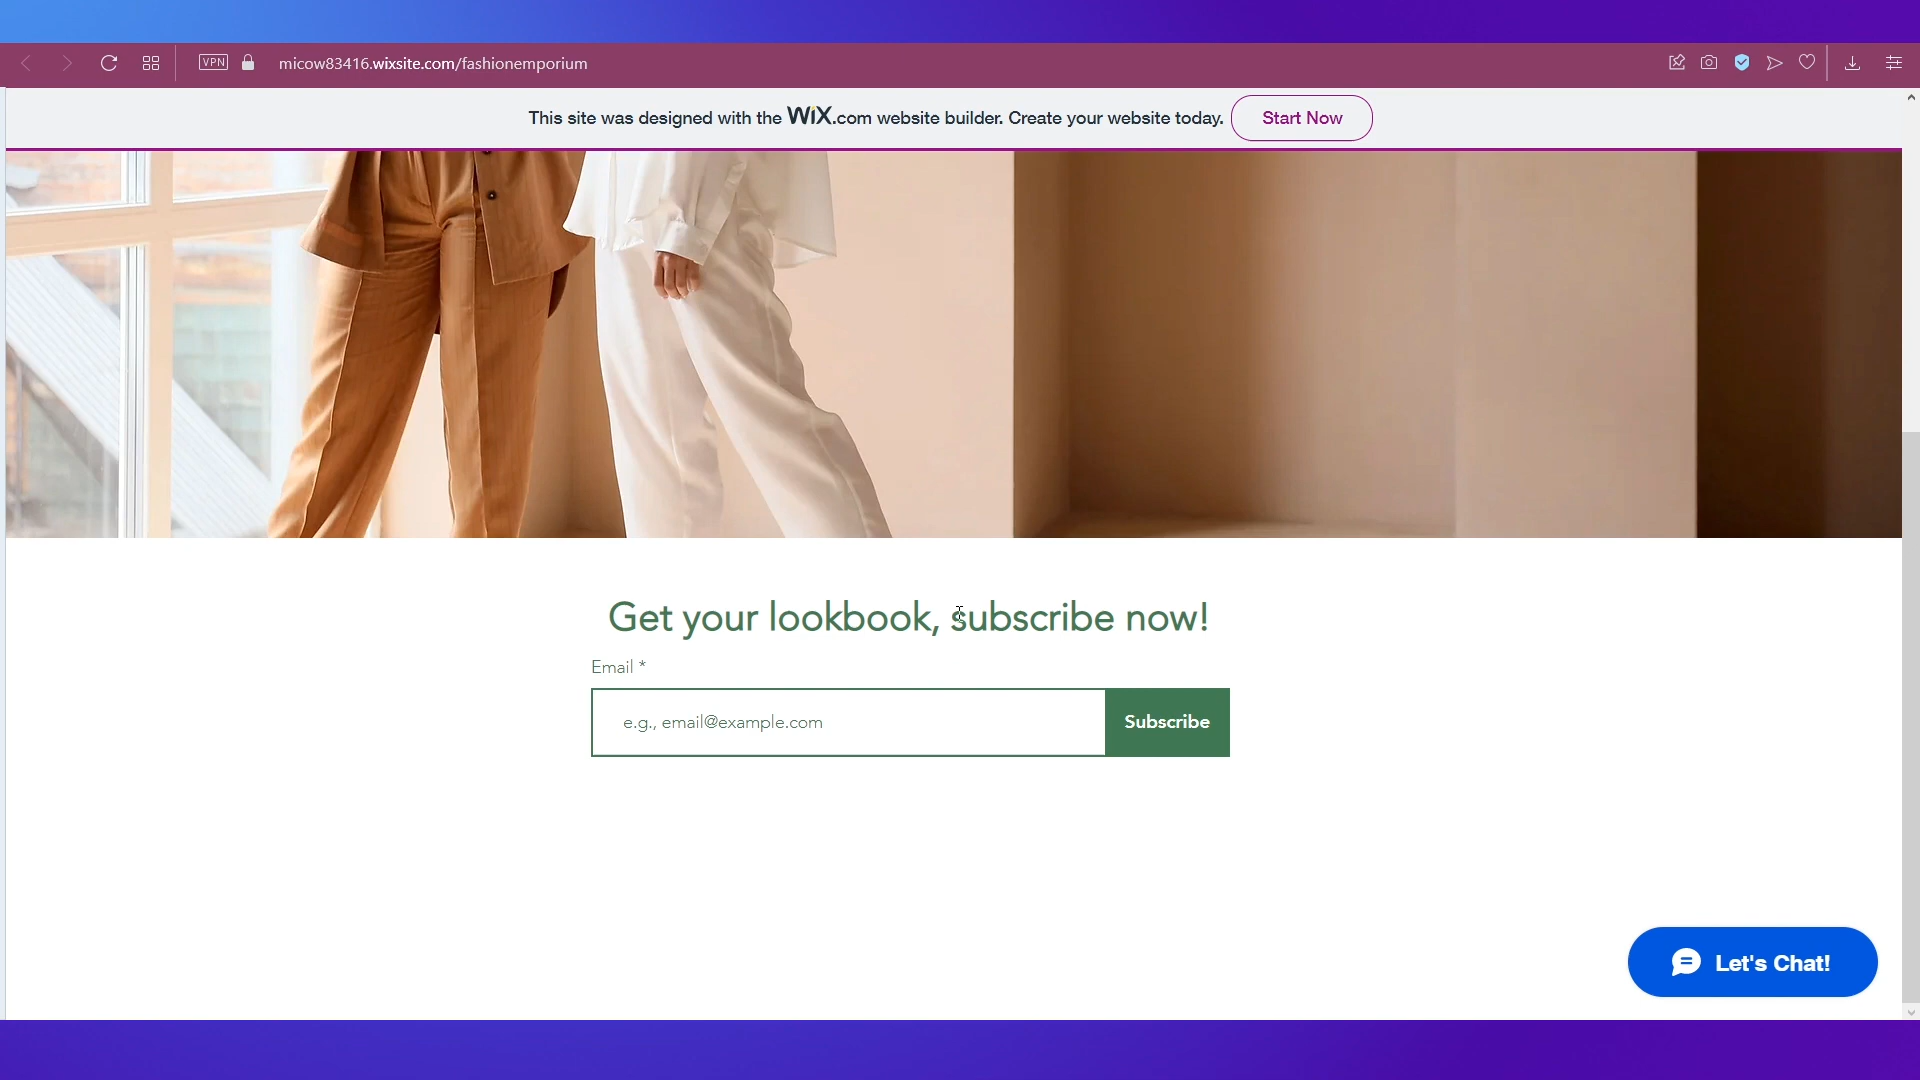 VPN
micow83416.wixsite.com/fashionemporium
This site was designed with the WiX.com website builder. Create your website today.
Start Now
Get your lookbook, subscribe now!
Email *
e.g., email@example.com
Subscribe
Let's Chat!